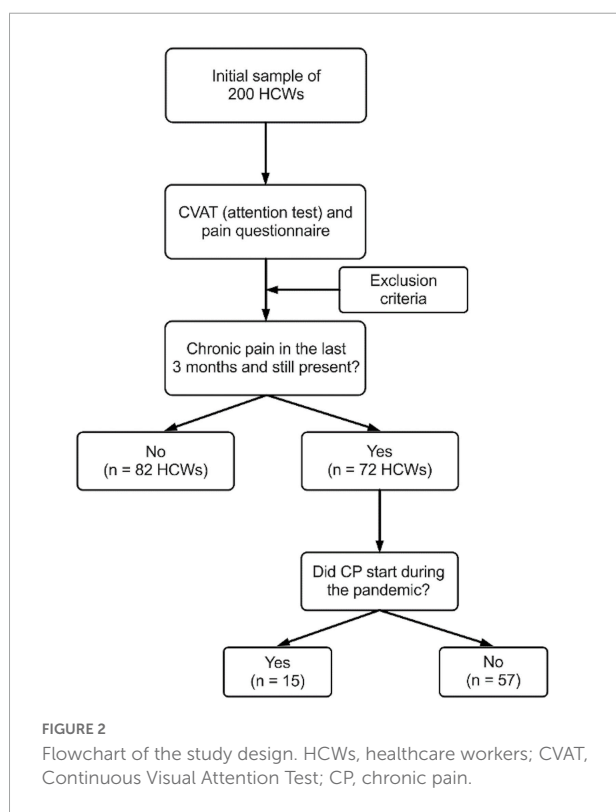 Initial sample of
200 HCWs
CVAT (attention test) and
pain questionnaire
Exclusion
criteria
Chronic pain in the last
3 months and still present?
No
(n = 82 HCWs)
Yes
(n = 72 HCWs)
Did CP start during
the pandemic?
Yes
(n = 15)
No
(n = 57)
FIGURE 2
Flowchart of the study design. HCWs, healthcare workers; CVAT,
Continuous Visual Attention Test; CP, chronic pain.